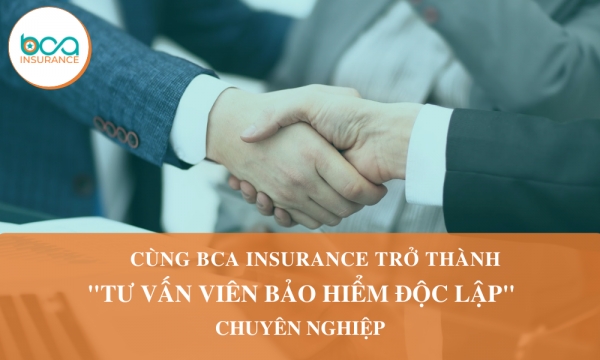 bca
INSURANCE
CÙNG BCA INSURANCE TRỞ THÀNH
"TƯ VẤN VIÊN BẢO HIỂM ĐỘC LẬP"
CHUYÊN NGHIỆP